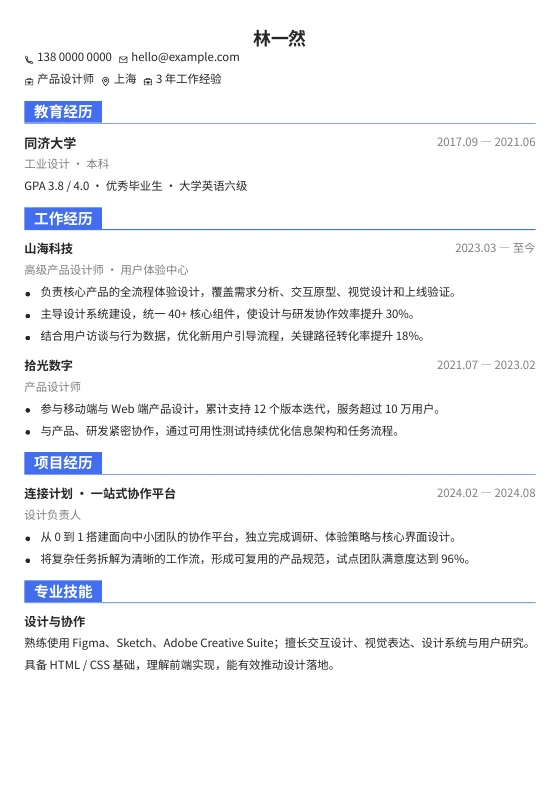 林一然
138 0000 0000 hello@example.com
产品设计师 上海 3 年工作经验
教育经历
同济大学 2017.09 — 2021.06
工业设计 · 本科
GPA 3.8 / 4.0 · 优秀毕业生 · 大学英语六级
工作经历
山海科技 2023.03 — 至今
高级产品设计师 · 用户体验中心
• 负责核心产品的全流程体验设计，覆盖需求分析、交互原型、视觉设计和上线验证。
• 主导设计系统建设，统一 40+ 核心组件，使设计与研发协作效率提升 30%。
• 结合用户访谈与行为数据，优化新用户引导流程，关键路径转化率提升 18%。
拾光数字 2021.07 — 2023.02
产品设计师
• 参与移动端与 Web 端产品设计，累计支持 12 个版本迭代，服务超过 10 万用户。
• 与产品、研发紧密协作，通过可用性测试持续优化信息架构和任务流程。
项目经历
连接计划 · 一站式协作平台 2024.02 — 2024.08
设计负责人
• 从 0 到 1 搭建面向中小团队的协作平台，独立完成调研、体验策略与核心界面设计。
• 将复杂任务拆解为清晰的工作流，形成可复用的产品规范，试点团队满意度达到 96%。
专业技能
设计与协作
熟练使用 Figma、Sketch、Adobe Creative Suite；擅长交互设计、视觉表达、设计系统与用户研究。
具备 HTML / CSS 基础，理解前端实现，能有效推动设计落地。